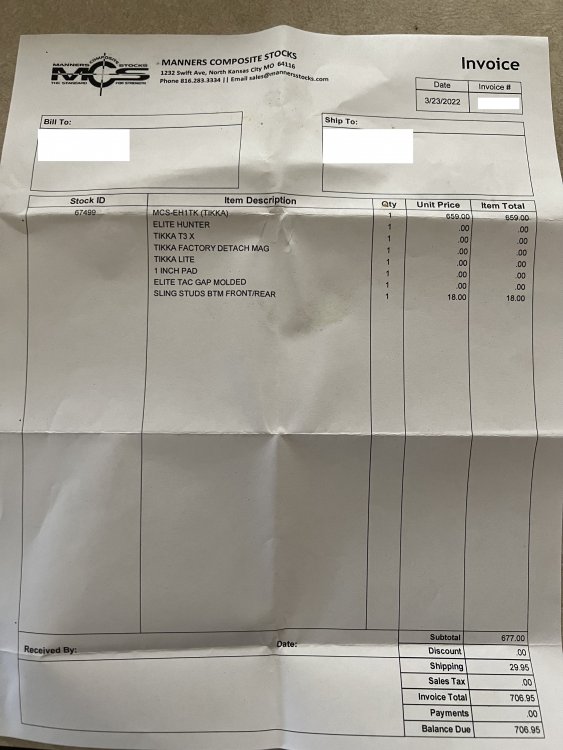 MANNERS COMPOSITE STOCKS
MCS
THE STANDARD FOR STRENGTH
MANNERS COMPOSITE STOCKS
1232 Swift Ave, North Kansas City MO 64116
Phone 816.283.3334 || Email sales@mannersstocks.com
Invoice
Date Invoice #
3/23/2022
Bill To:
Ship To:
Stock ID Item Description Qty Unit Price Item Total
67499 MCS-EH1TK (TIKKA) 1 659.00 659.00
ELITE HUNTER 1 .00 .00
TIKKA T3 X 1 .00 .00
TIKKA FACTORY DETACH MAG 1 .00 .00
TIKKA LITE 1 .00 .00
1 INCH PAD 1 .00 .00
ELITE TAC GAP MOLDED 1 .00 .00
SLING STUDS BTM FRONT/REAR 1 18.00 18.00
Received By: Date:
Subtotal 677.00
Discount .00
Shipping 29.95
Sales Tax .00
Invoice Total 706.95
Payments .00
Balance Due 706.95